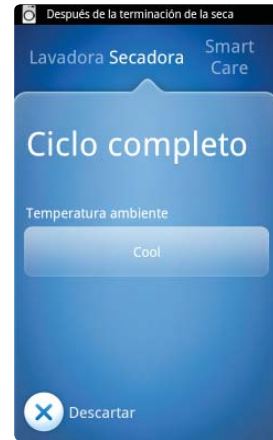 Después de la terminación de la seca
Lavadora Secadora Smart Care
Ciclo completo
Temperatura ambiente
Cool
Descartar